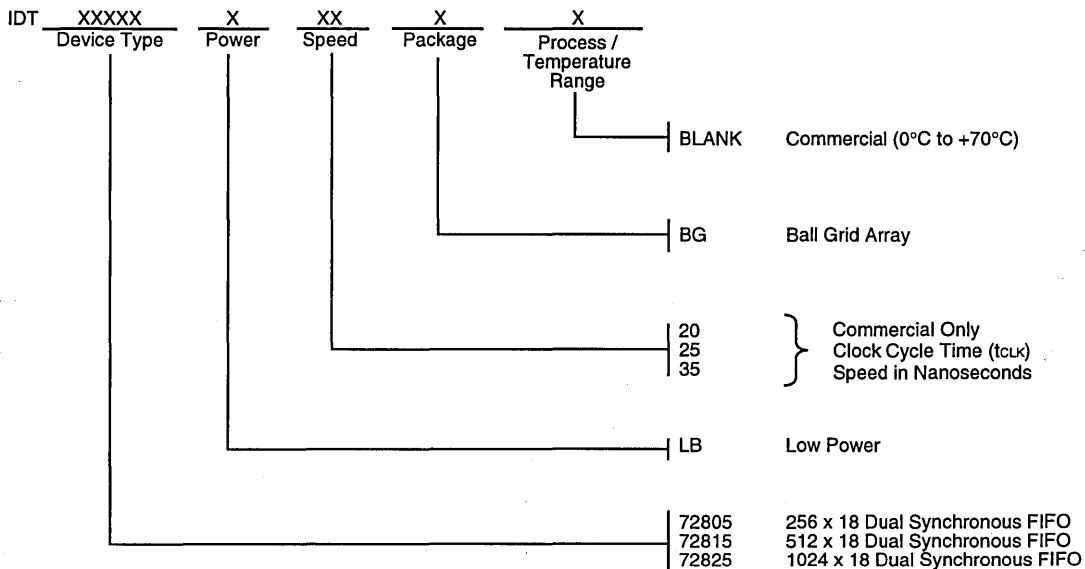 IDT XXXXX X XX X X
Device Type Power Speed Package Process / Temperature Range
BLANK Commercial (0°C to +70°C)
BG Ball Grid Array
20
25
35
Commercial Only
Clock Cycle Time (tCLK)
Speed in Nanoseconds
LB Low Power
72805 256 x 18 Dual Synchronous FIFO
72815 512 x 18 Dual Synchronous FIFO
72825 1024 x 18 Dual Synchronous FIFO